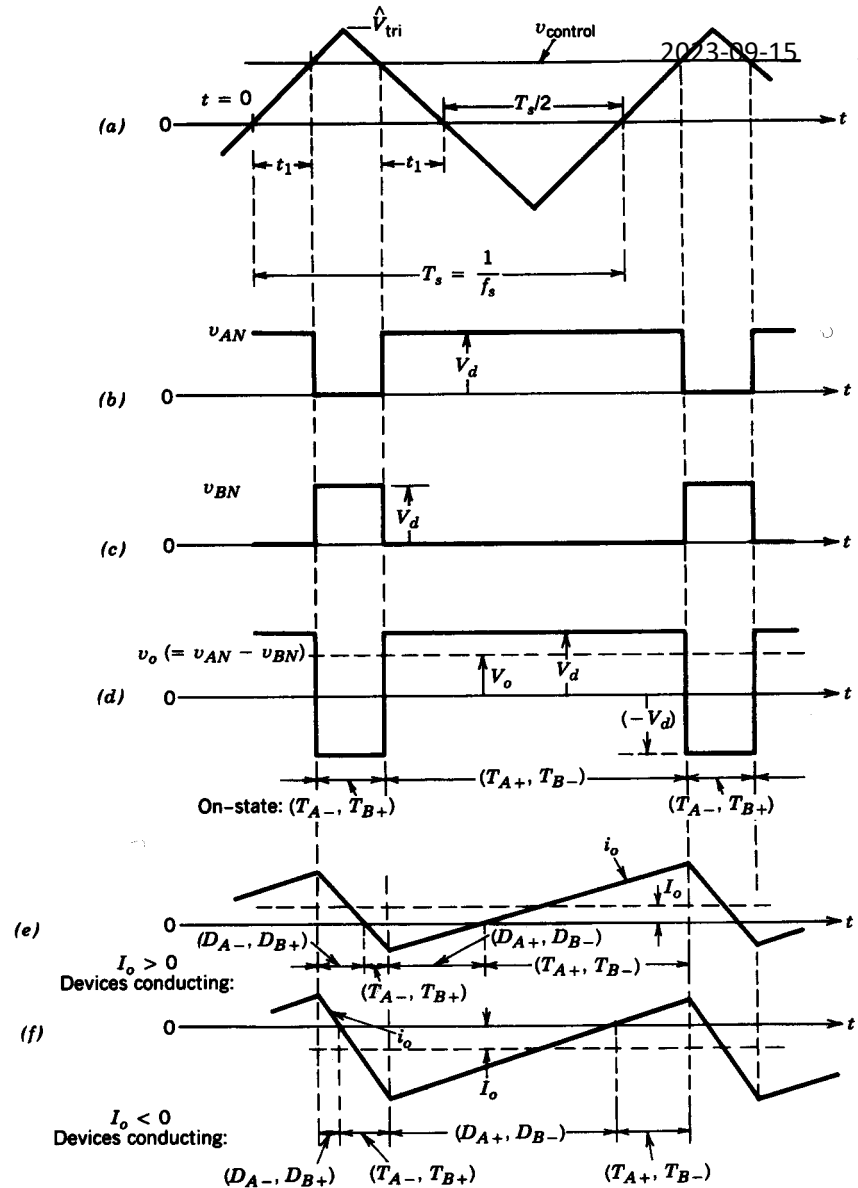 V̂tri
vcontrol
2023-09-15
t = 0
Ts/2
(a) 0 t
t1 t1
Ts = 1/fs
vAN
Vd
(b) 0 t
vBN
Vd
(c) 0 t
vo (= vAN − vBN)
Vo Vd
(d) 0 t
(−Vd)
(TA+, TB−)
On-state: (TA−, TB+) (TA−, TB+)
io
Io
(e) 0 t
(DA−, DB+) (DA+, DB−)
Io > 0 (TA+, TB−)
Devices conducting: (TA−, TB+)
(f) 0 t
io
Io
Io < 0
Devices conducting: (DA+, DB−)
(DA−, DB+) (TA−, TB+) (TA+, TB−)